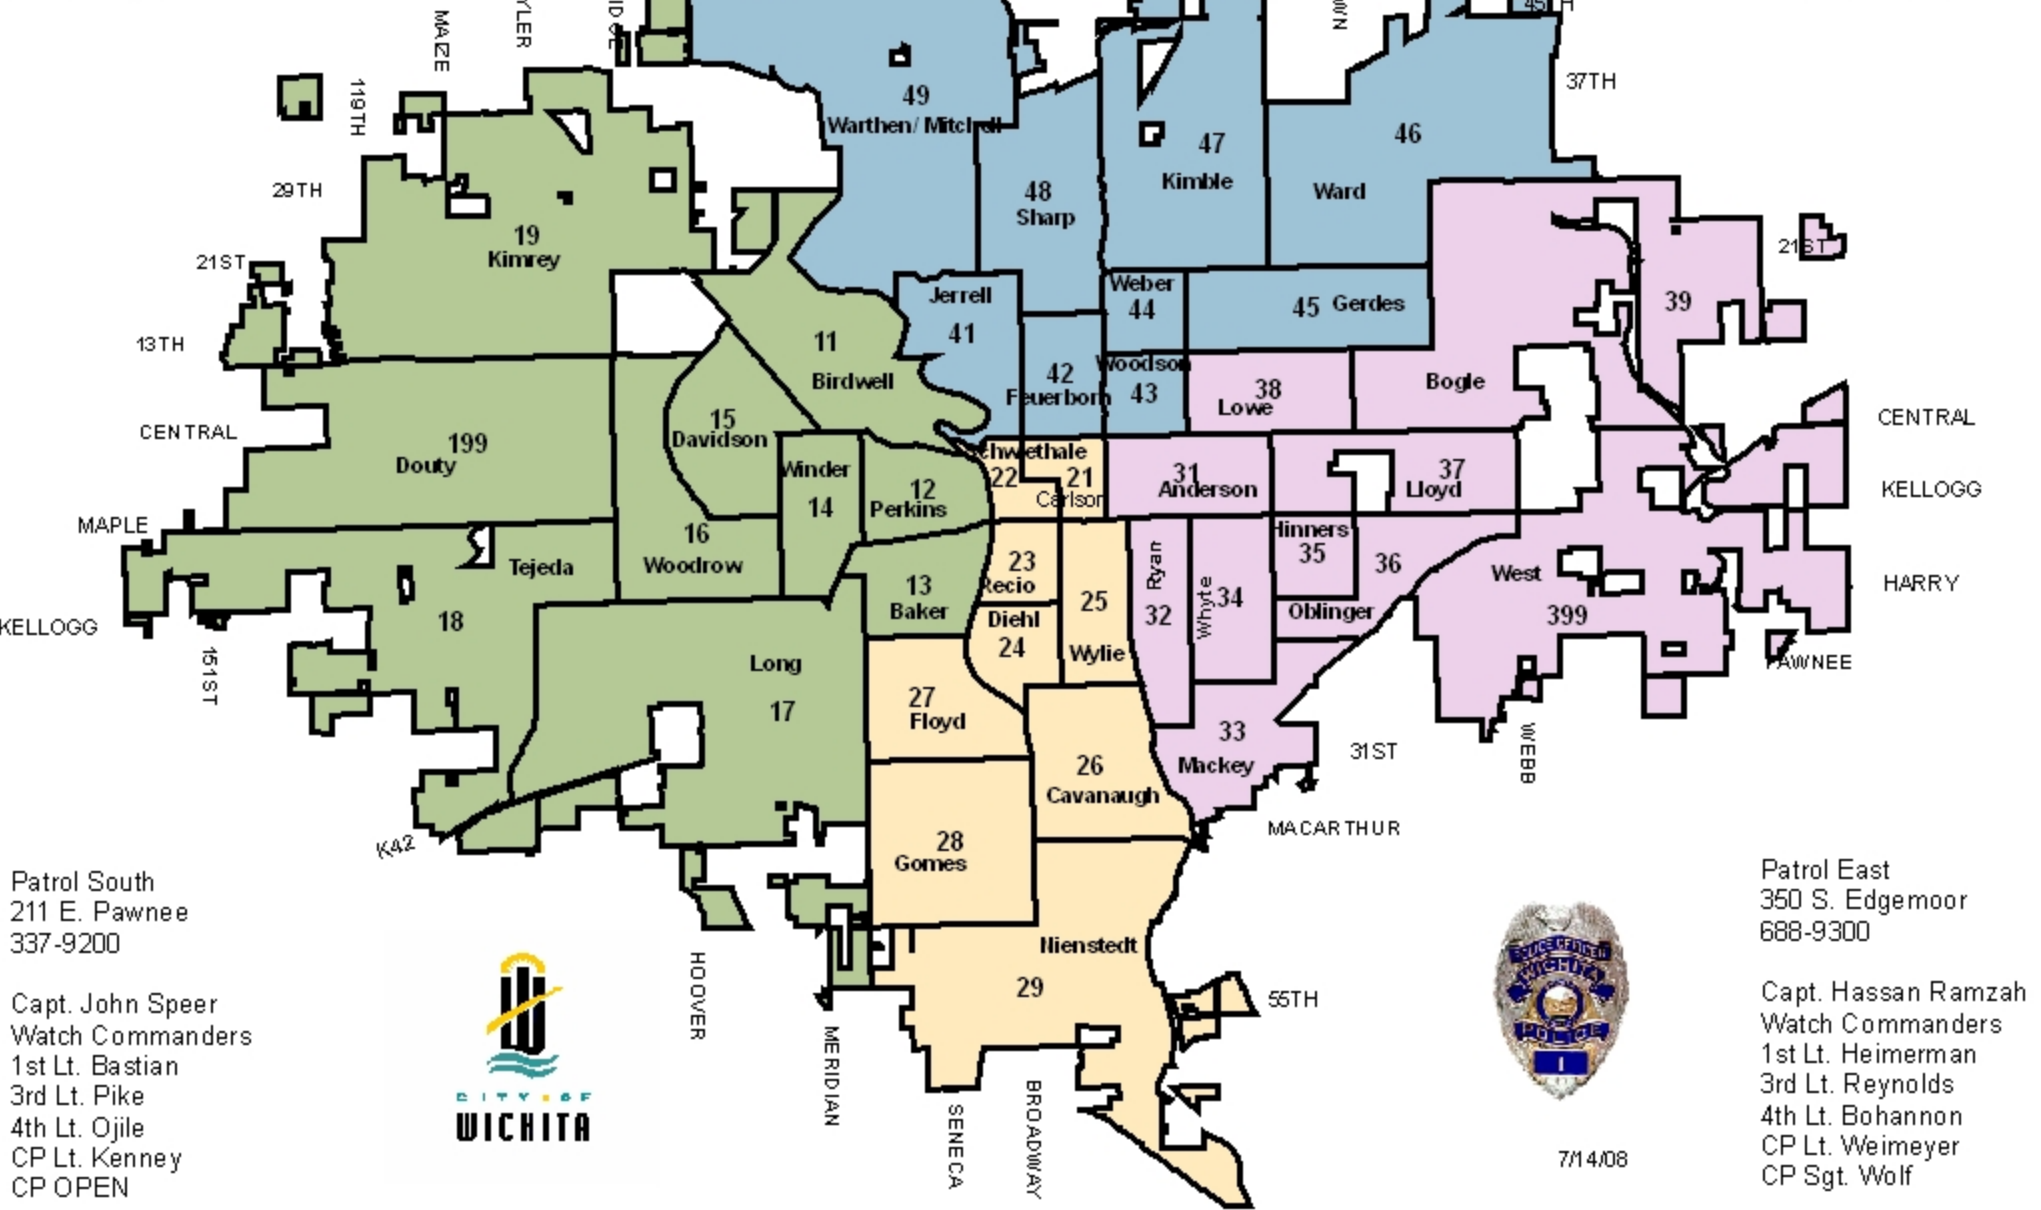 45TH
MAIZE
TYLER
RIDGE
37TH
119TH
49
Warthen/ Mitchell
47
Kimble
46
Ward
29TH
48
Sharp
19
Kimrey
21ST
21ST
Weber
44
45 Gerdes
39
Jerrell
41
13TH
11
Birdwell
42
Feuerborn
Woodson
43
38
Lowe
Bogle
CENTRAL
CENTRAL
199
Douty
15
Davidson
Winder
14
12
Perkins
Schwethale
22
21
Carlson
31
Anderson
37
Lloyd
KELLOGG
MAPLE
16
Woodrow
Tejeda
18
13
Baker
23
Recio
Diehl
24
25
Wylie
Ryan
32
Whyte
34
Hinners
35
36
Oblinger
West
399
HARRY
KELLOGG
151ST
PAWNEE
Long
17
27
Floyd
26
Cavanaugh
33
Mackey
31ST
WEBB
K42
28
Gomes
MACARTHUR
Nienstedt
29
55TH
HOOVER
MERIDIAN
SENECA
BROADWAY
Patrol South
211 E. Pawnee
337-9200
Capt. John Speer
Watch Commanders
1st Lt. Bastian
3rd Lt. Pike
4th Lt. Ojile
CP Lt. Kenney
CP OPEN
CITY OF
WICHITA
POLICE OFFICER
WICHITA
POLICE
1
7/14/08
Patrol East
350 S. Edgemoor
688-9300
Capt. Hassan Ramzah
Watch Commanders
1st Lt. Heimerman
3rd Lt. Reynolds
4th Lt. Bohannon
CP Lt. Weimeyer
CP Sgt. Wolf